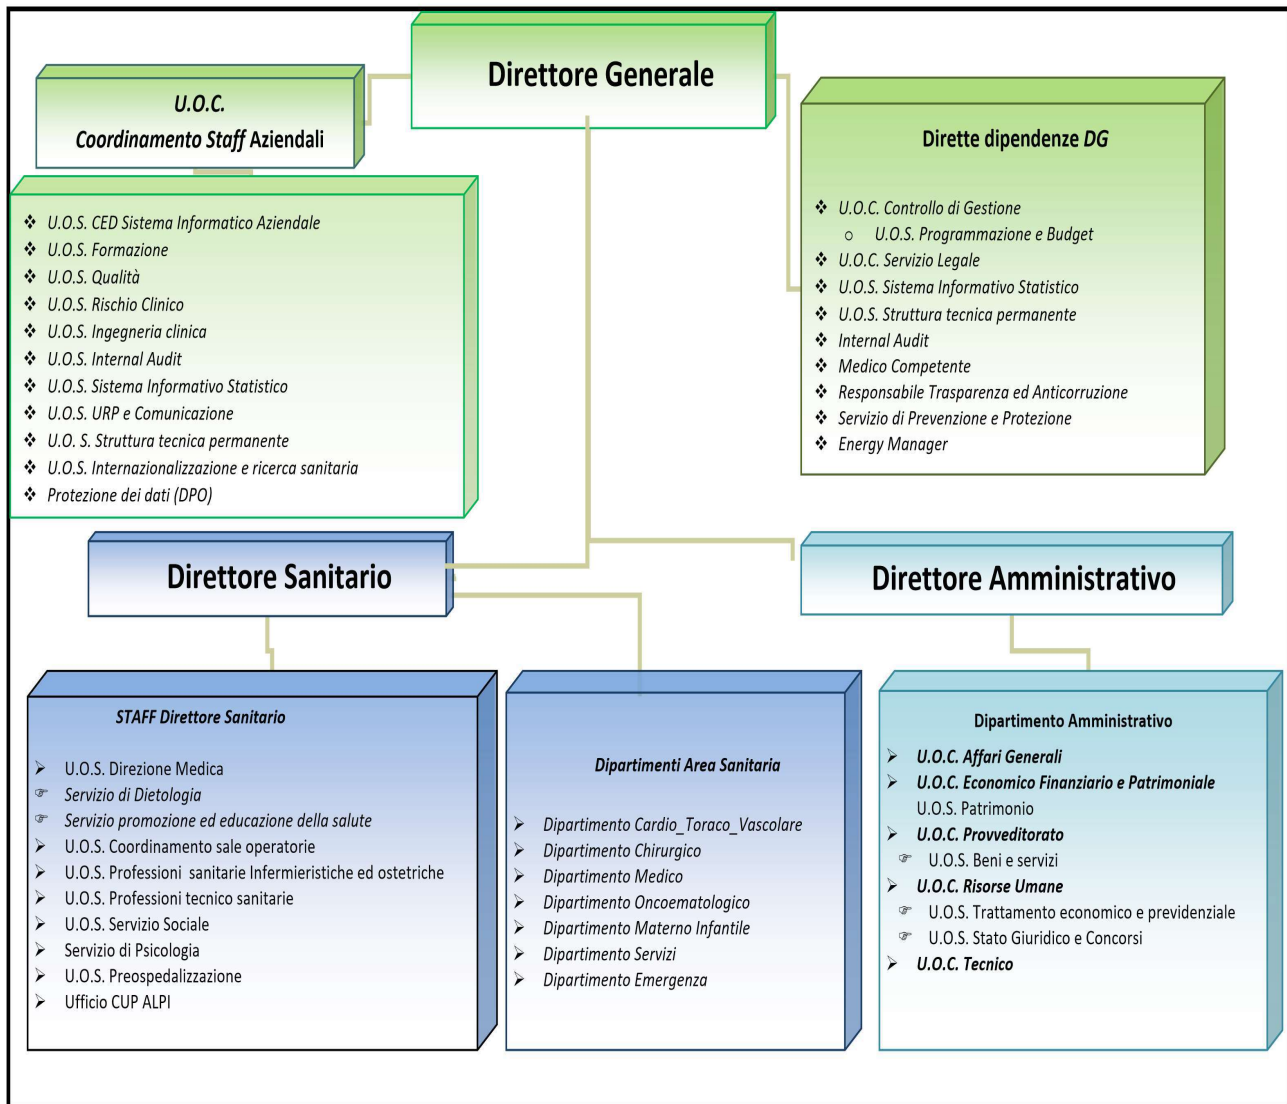 Direttore Generale
U.O.C.
Coordinamento Staff Aziendali
U.O.S. CED Sistema Informatico Aziendale
U.O.S. Formazione
U.O.S. Qualità
U.O.S. Rischio Clinico
U.O.S. Ingegneria clinica
U.O.S. Internal Audit
U.O.S. Sistema Informativo Statistico
U.O.S. URP e Comunicazione
U.O. S. Struttura tecnica permanente
U.O.S. Internazionalizzazione e ricerca sanitaria
Protezione dei dati (DPO)
Dirette dipendenze DG
U.O.C. Controllo di Gestione
U.O.S. Programmazione e Budget
U.O.C. Servizio Legale
U.O.S. Sistema Informativo Statistico
U.O.S. Struttura tecnica permanente
Internal Audit
Medico Competente
Responsabile Trasparenza ed Anticorruzione
Servizio di Prevenzione e Protezione
Energy Manager
Direttore Sanitario
Direttore Amministrativo
STAFF Direttore Sanitario
U.O.S. Direzione Medica
Servizio di Dietologia
Servizio promozione ed educazione della salute
U.O.S. Coordinamento sale operatorie
U.O.S. Professioni sanitarie Infermieristiche ed ostetriche
U.O.S. Professioni tecnico sanitarie
U.O.S. Servizio Sociale
Servizio di Psicologia
U.O.S. Preospedalizzazione
Ufficio CUP ALPI
Dipartimenti Area Sanitaria
Dipartimento Cardio_Toraco_Vascolare
Dipartimento Chirurgico
Dipartimento Medico
Dipartimento Oncoematologico
Dipartimento Materno Infantile
Dipartimento Servizi
Dipartimento Emergenza
Dipartimento Amministrativo
U.O.C. Affari Generali
U.O.C. Economico Finanziario e Patrimoniale
U.O.S. Patrimonio
U.O.C. Provveditorato
U.O.S. Beni e servizi
U.O.C. Risorse Umane
U.O.S. Trattamento economico e previdenziale
U.O.S. Stato Giuridico e Concorsi
U.O.C. Tecnico